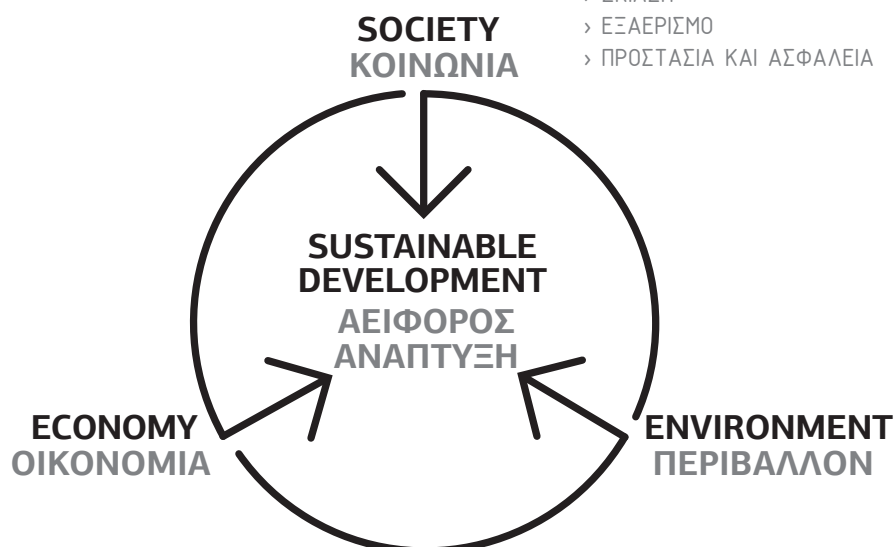 › ΕΞΑΕΡΙΣΜΟ
› ΠΡΟΣΤΑΣΙΑ ΚΑΙ ΑΣΦΑΛΕΙΑ
SOCIETY
ΚΟΙΝΩΝΙΑ
SUSTAINABLE
DEVELOPMENT
ΑΕΙΦΟΡΟΣ
ΑΝΑΠΤΥΞΗ
ECONOMY
ΟΙΚΟΝΟΜΙΑ
ENVIRONMENT
ΠΕΡΙΒΑΛΛΟΝ